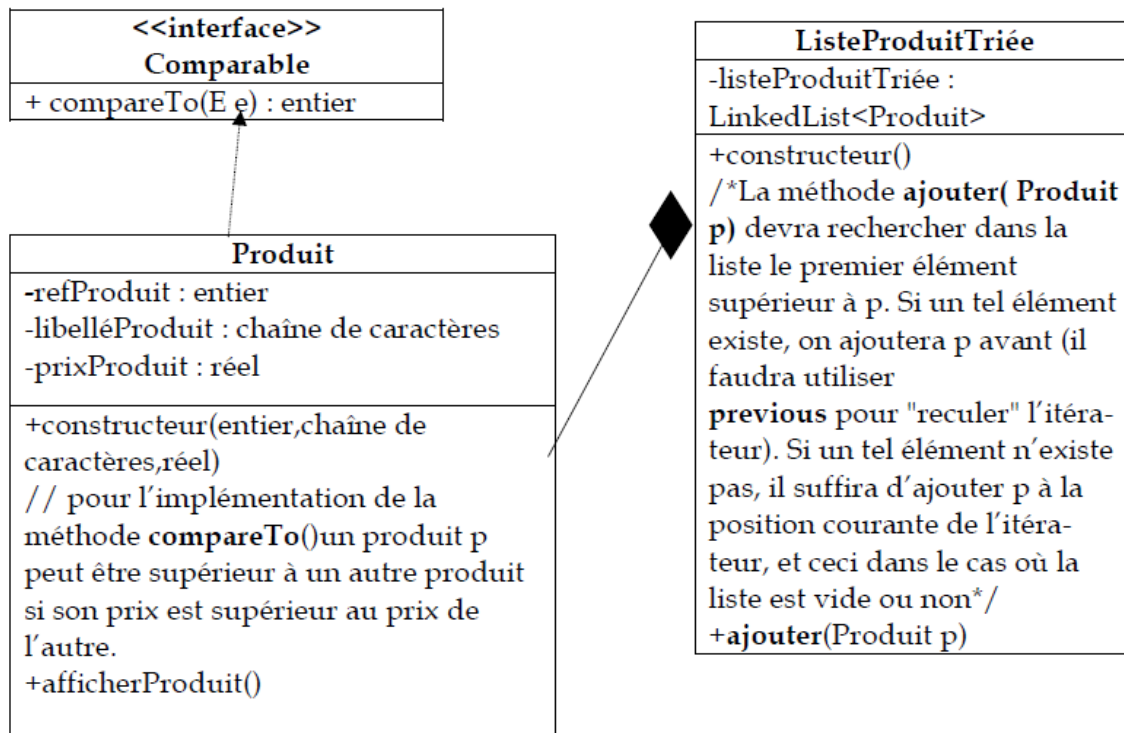 <<interface>>
Comparable
+ compareTo(E e) : entier
Produit
-refProduit : entier
-libelléProduit : chaîne de caractères
-prixProduit : réel
+constructeur(entier,chaîne de
caractères,réel)
// pour l'implémentation de la
méthode compareTo()un produit p
peut être supérieur à un autre produit
si son prix est supérieur au prix de
l'autre.
+afficherProduit()
ListeProduitTriée
-listeProduitTriée :
LinkedList<Produit>
+constructeur()
/*La méthode ajouter( Produit
p) devra rechercher dans la
liste le premier élément
supérieur à p. Si un tel élément
existe, on ajoutera p avant (il
faudra utiliser
previous pour "reculer" l'itéra-
teur). Si un tel élément n'existe
pas, il suffira d'ajouter p à la
position courante de l'itéra-
teur, et ceci dans le cas où la
liste est vide ou non*/
+ajouter(Produit p)